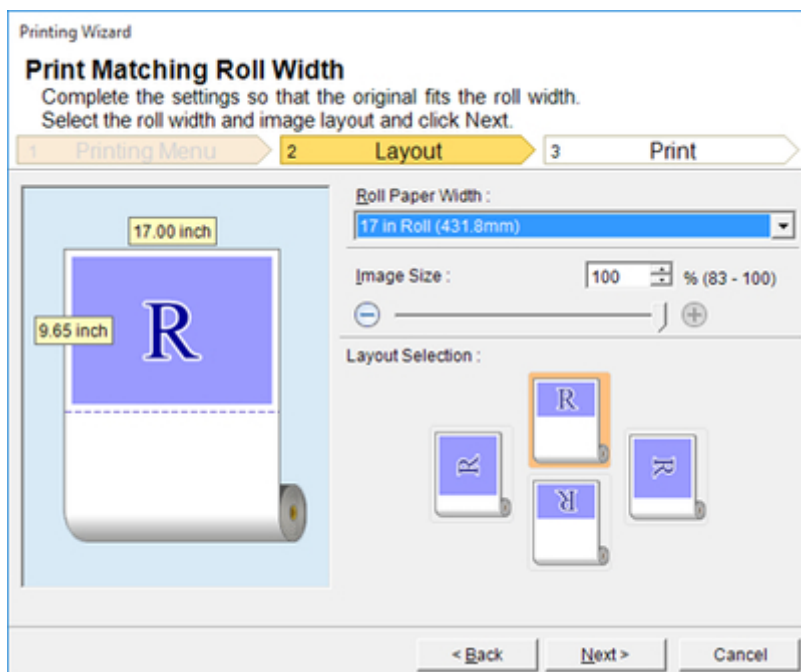 Printing Wizard
Print Matching Roll Width
Complete the settings so that the original fits the roll width.
Select the roll width and image layout and click Next.
1 Printing Menu 2 Layout 3 Print
Roll Paper Width :
17 in Roll (431.8mm)
17.00 inch
Image Size : 100 % (83 - 100)
9.65 inch
R
Layout Selection :
R
R
R
R
< Back Next > Cancel